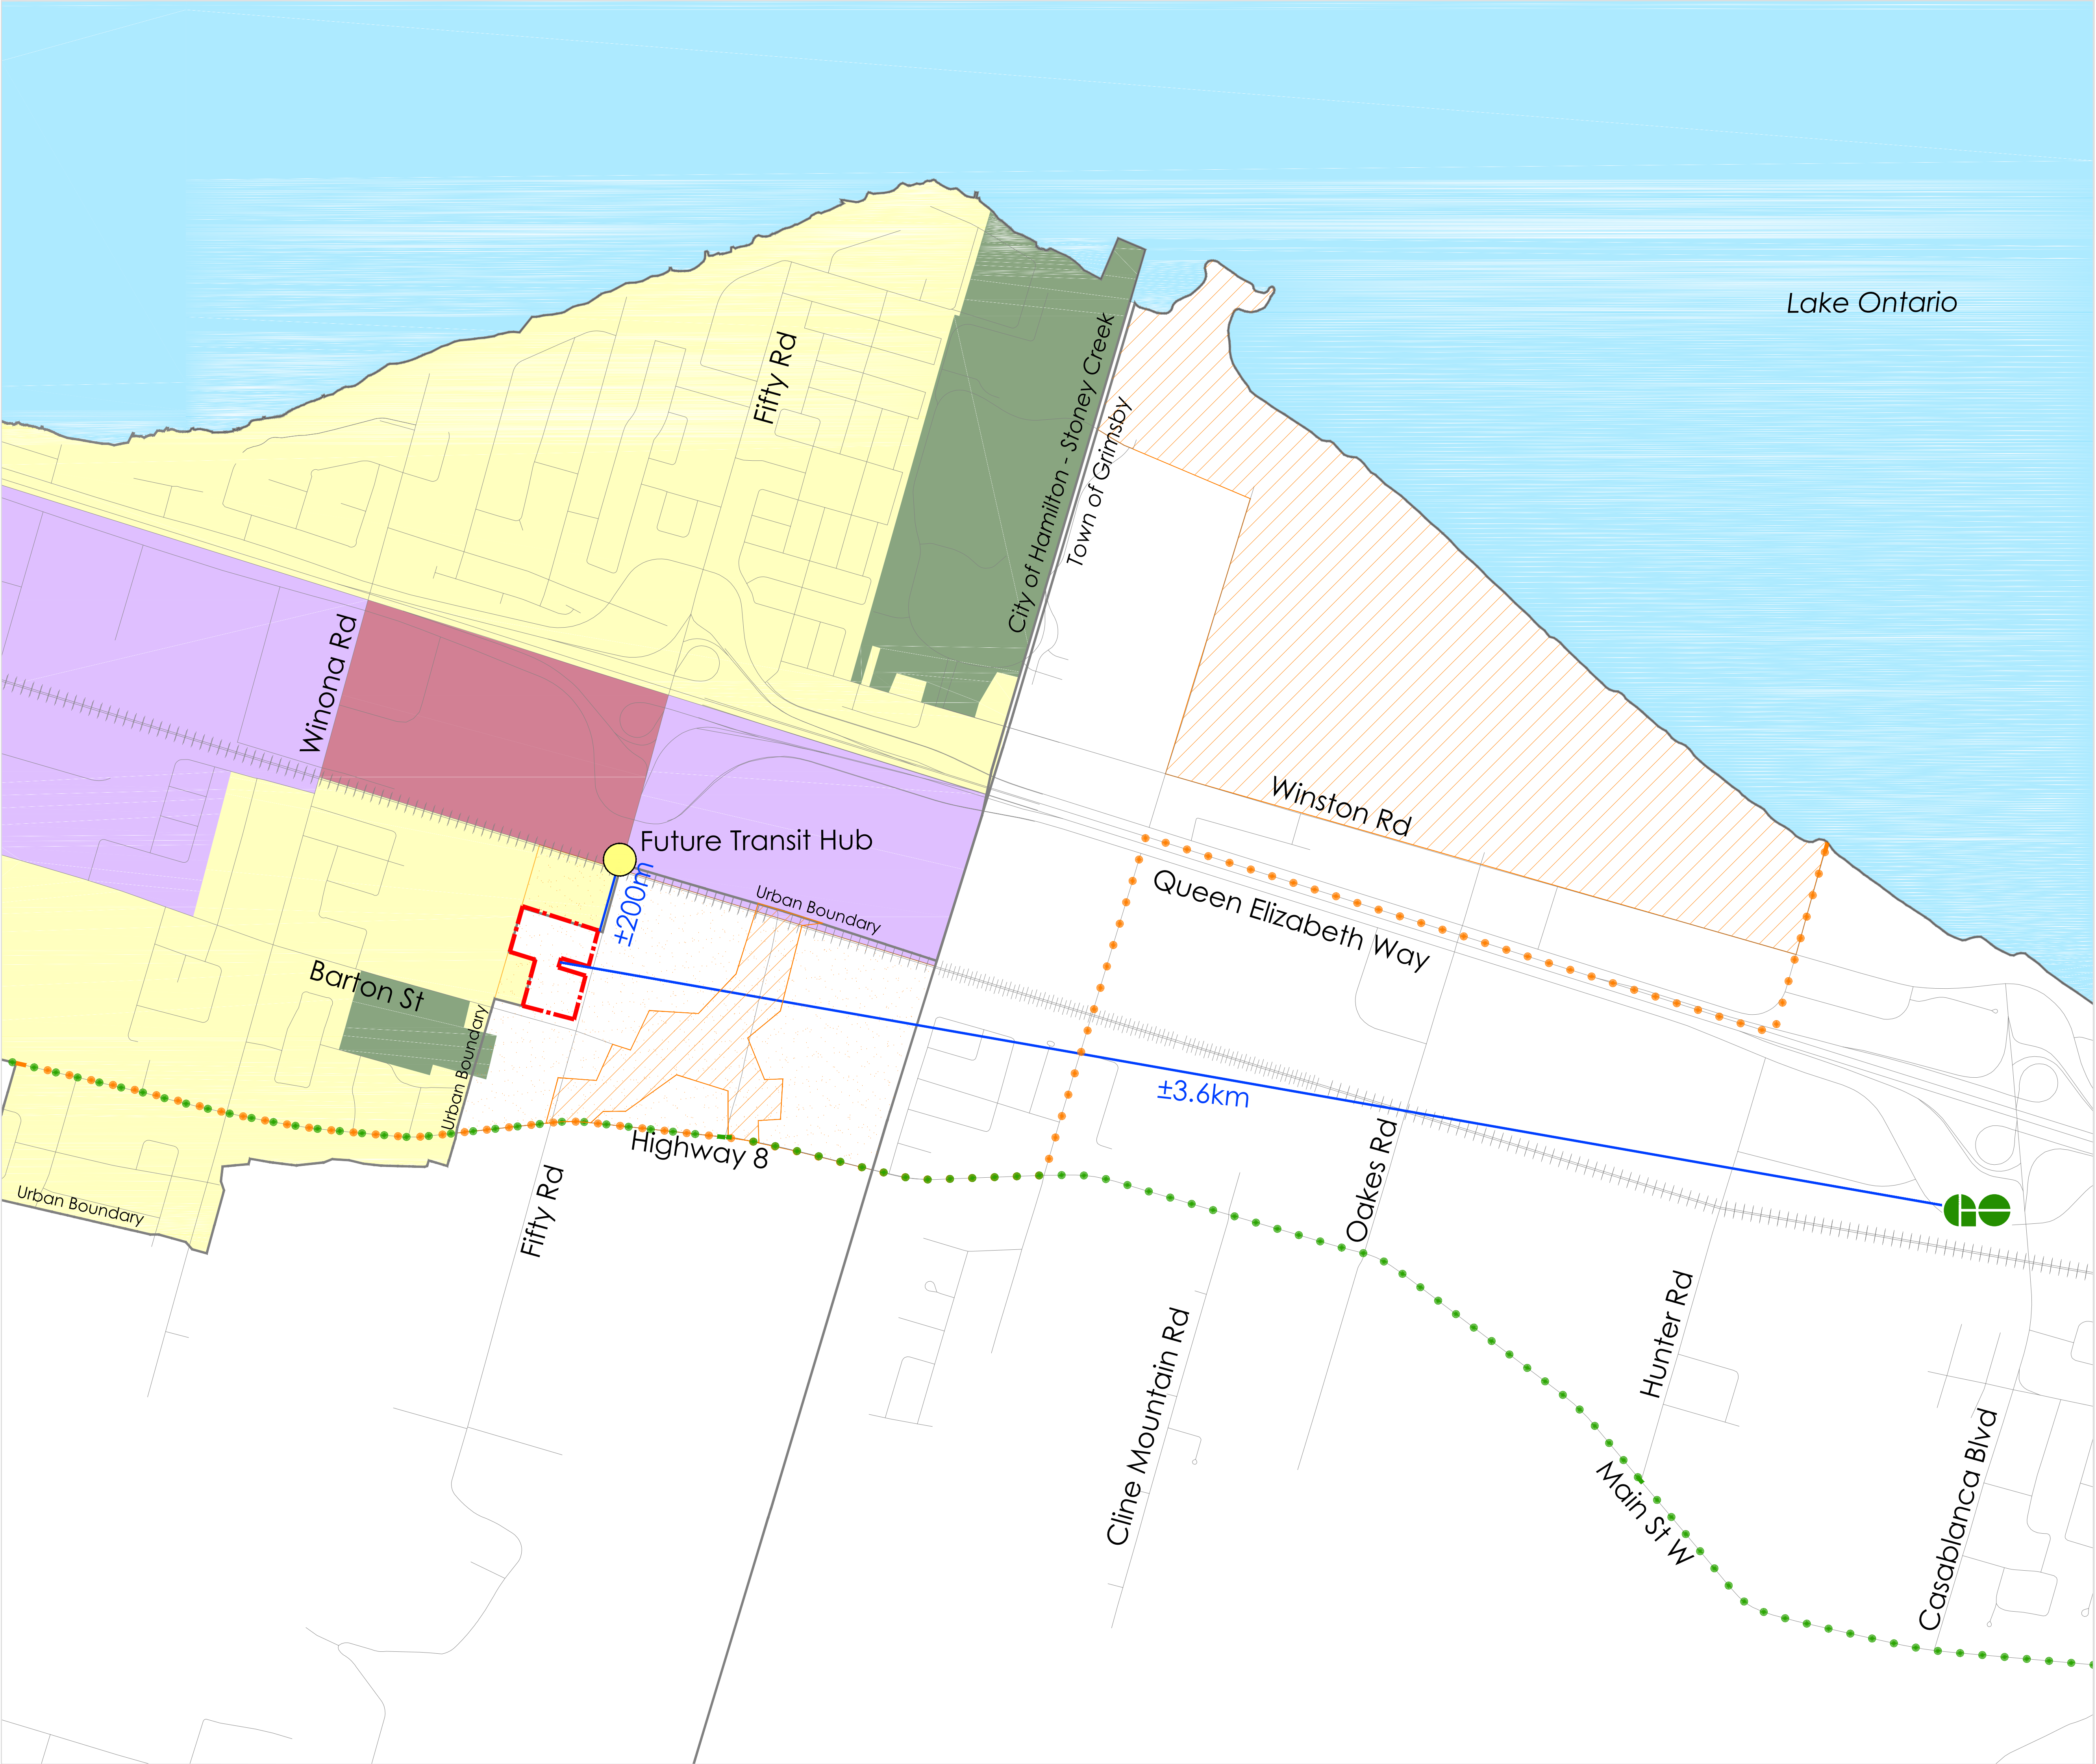 Lake Ontario
Fifty Rd
City of Hamilton - Stoney Creek
Town of Grimsby
Winona Rd
Winston Rd
Future Transit Hub
±200m
Urban Boundary
Queen Elizabeth Way
Barton St
Urban Boundary
±3.6km
Highway 8
Urban Boundary
Fifty Rd
Oakes Rd
GO
Cline Mountain Rd
Hunter Rd
Main St W
Casablanca Blvd